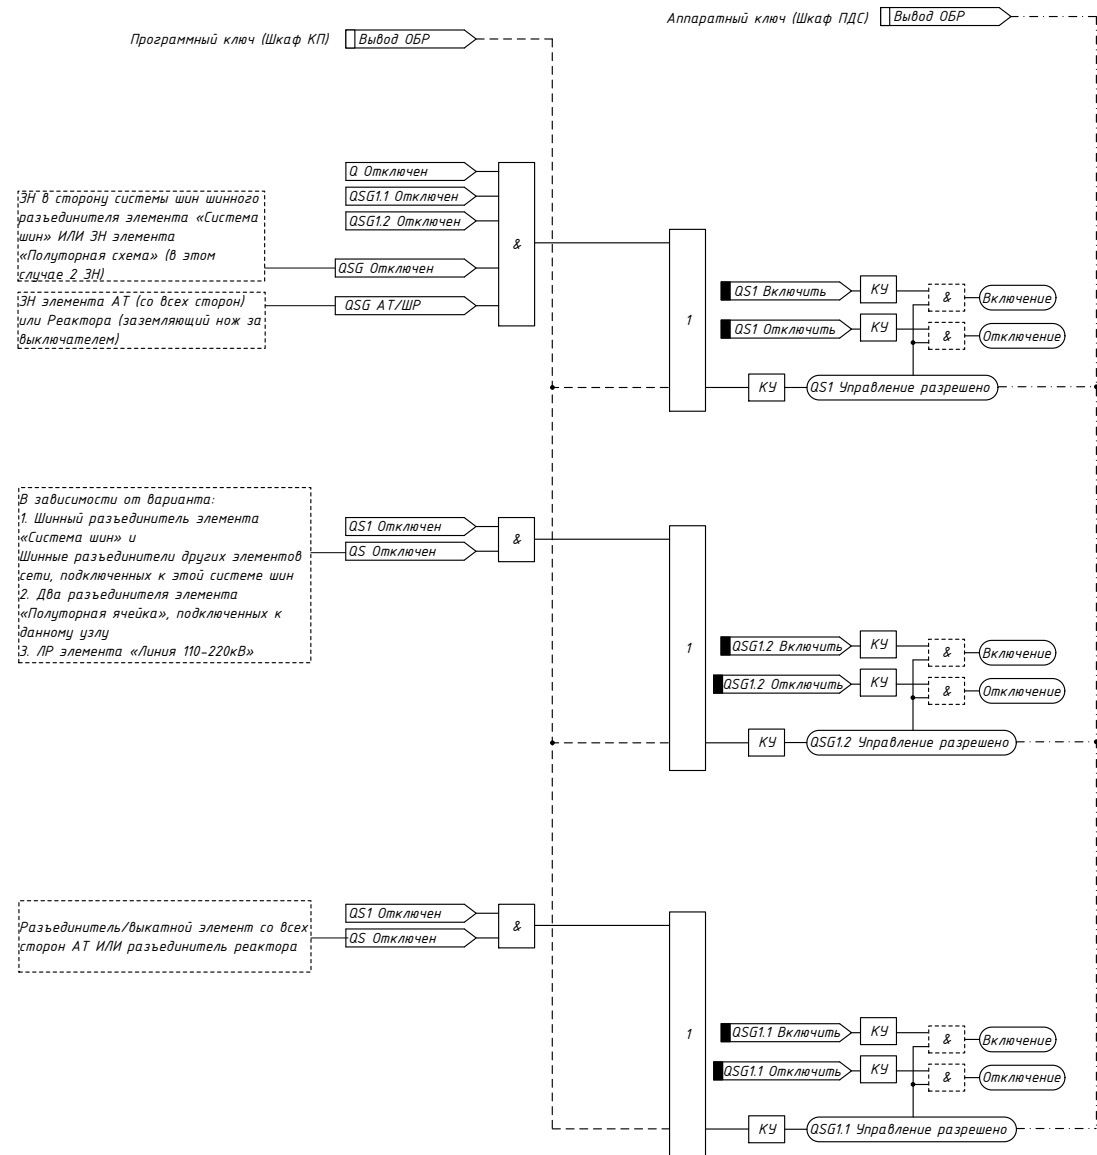 Аппаратный ключ (Шкаф ПДС)
Вывод ОБР
Программный ключ (Шкаф КП)
Вывод ОБР
ЗН в сторону системы шин шинного
разъединителя элемента «Система
шин» ИЛИ ЗН элемента
«Полуторная схема» (в этом
случае 2 ЗН)
ЗН элемента АТ (со всех сторон)
или Реактора (заземляющий нож за
выключателем)
Q Отключен
QSG1.1 Отключен
QSG1.2 Отключен
QSG Отключен
QSG АТ/ШР
&
1
QS1 Включить
КУ
&
Включение
QS1 Отключить
КУ
&
Отключение
КУ
QS1 Управление разрешено
В зависимости от варианта:
1. Шинный разъединитель элемента
«Система шин» и
Шинные разъединители других элементов
сети, подключенных к этой системе шин
2. Два разъединителя элемента
«Полуторная ячейка», подключенных к
данному узлу
3. ЛР элемента «Линия 110-220кВ»
QS1 Отключен
QS Отключен
&
1
QSG1.2 Включить
КУ
&
Включение
QSG1.2 Отключить
КУ
&
Отключение
КУ
QSG1.2 Управление разрешено
Разъединитель/выкатной элемент со всех
сторон АТ ИЛИ разъединитель реактора
QS1 Отключен
QS Отключен
&
1
QSG1.1 Включить
КУ
&
Включение
QSG1.1 Отключить
КУ
&
Отключение
КУ
QSG1.1 Управление разрешено